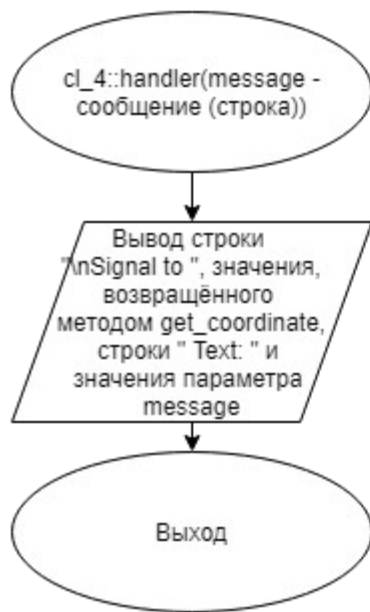 cl_4::handler(message -
сообщение (строка))
Вывод строки
"\nSignal to ", значения,
возвращённого
методом get_coordinate,
строки " Text: " и
значения параметра
message
Выход